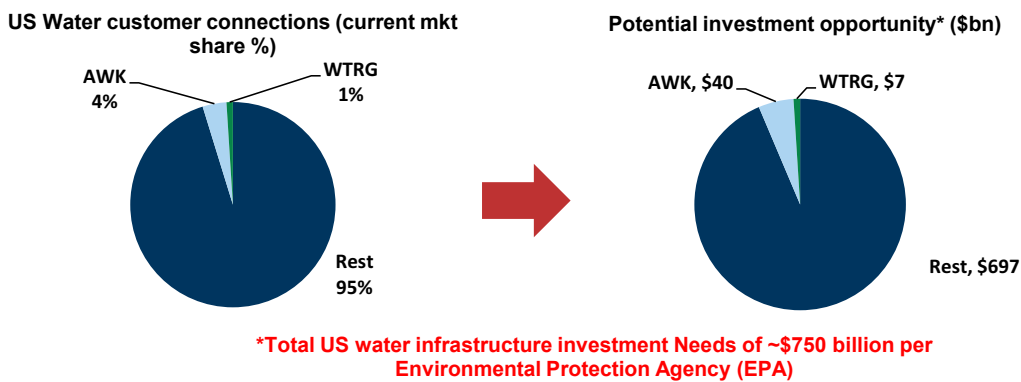 US Water customer connections (current mkt
share %)
AWK
4%
WTRG
1%
Rest
95%
Potential investment opportunity* ($bn)
AWK, $40
WTRG, $7
Rest, $697
*Total US water infrastructure investment Needs of ~$750 billion per
Environmental Protection Agency (EPA)